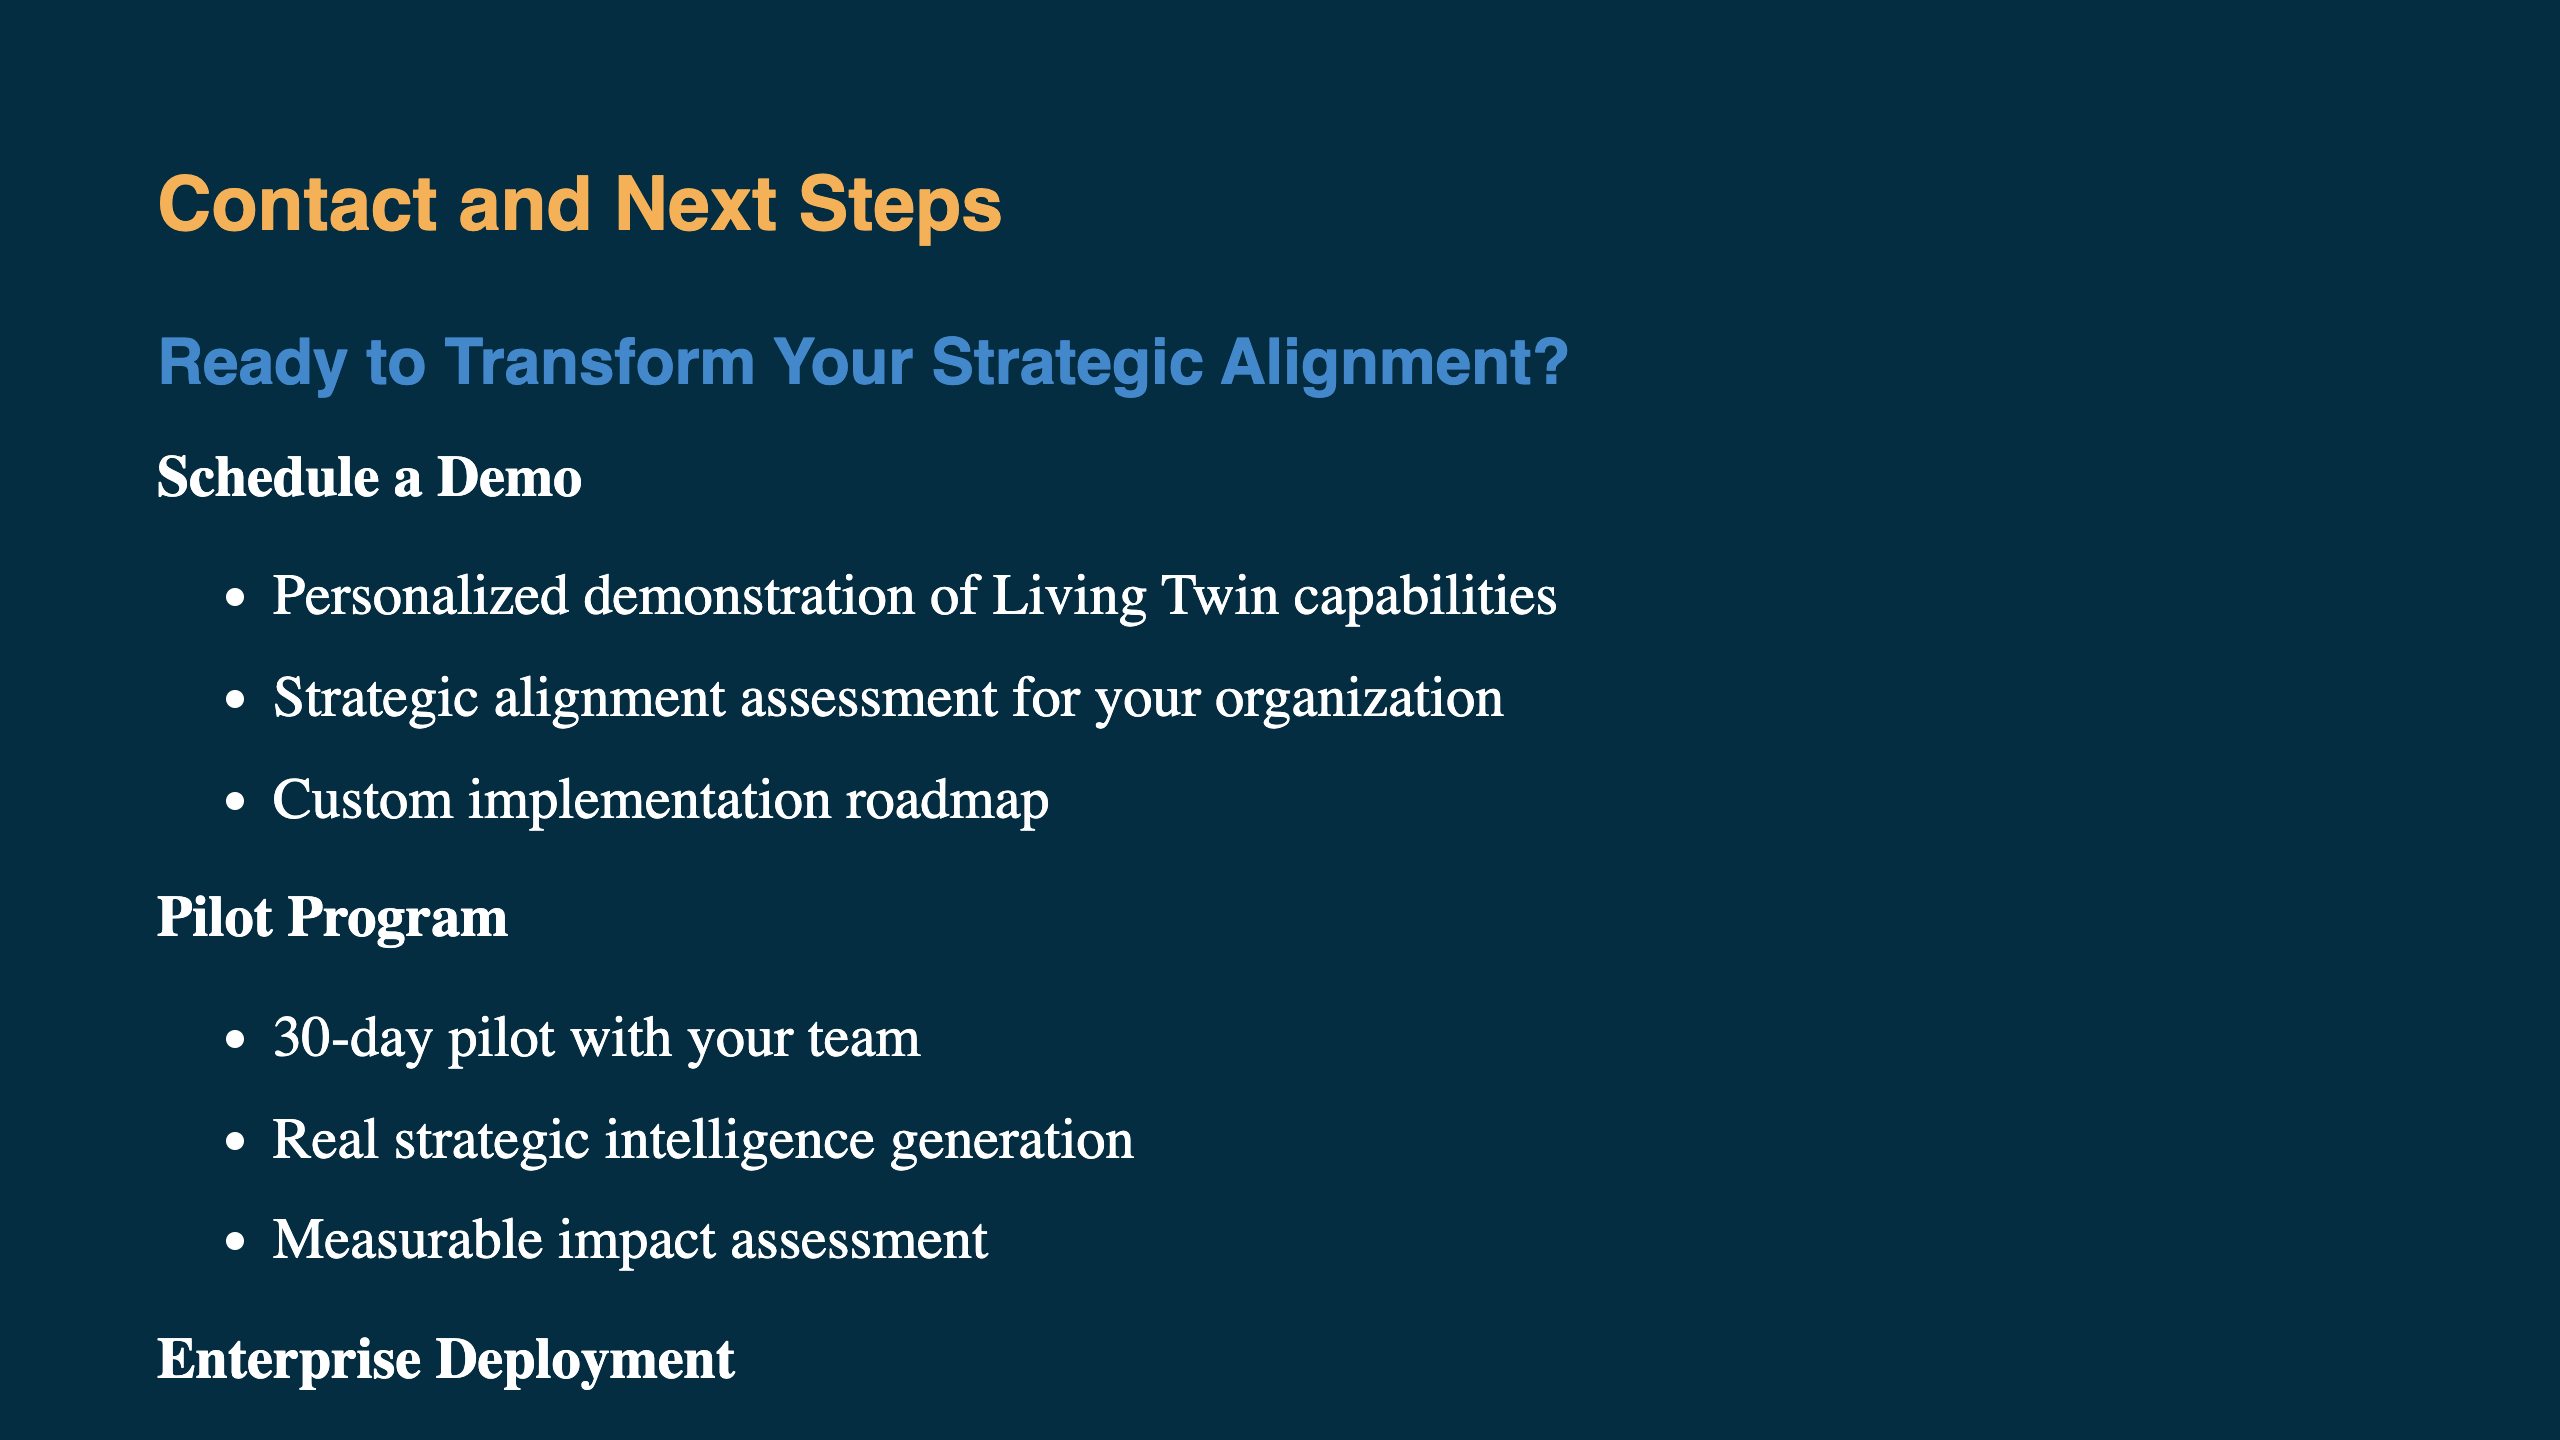 Contact and Next Steps
Ready to Transform Your Strategic Alignment?
Schedule a Demo
• Personalized demonstration of Living Twin capabilities
• Strategic alignment assessment for your organization
• Custom implementation roadmap
Pilot Program
• 30-day pilot with your team
• Real strategic intelligence generation
• Measurable impact assessment
Enterprise Deployment